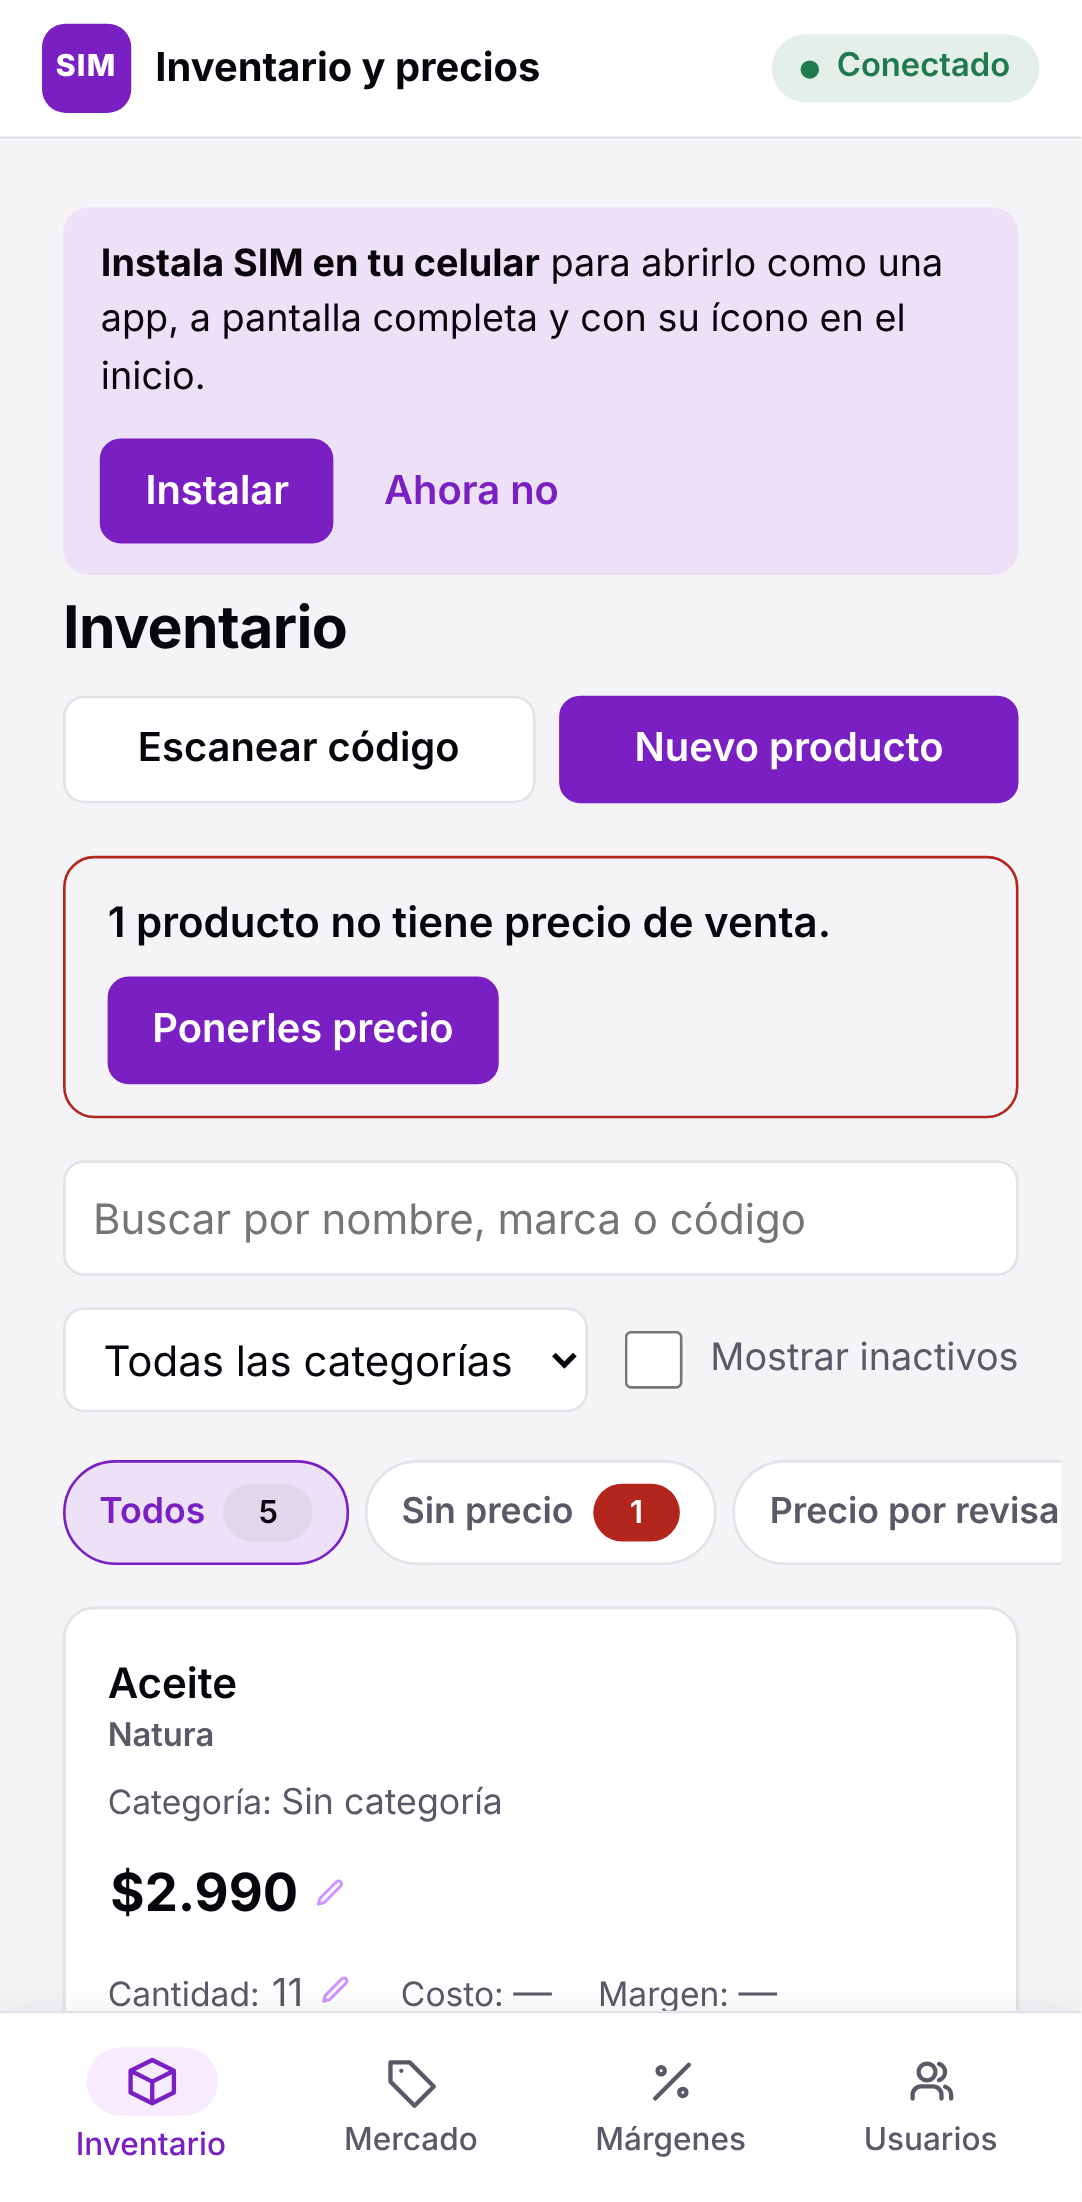 SIM
Inventario y precios
Conectado
Instala SIM en tu celular para abrirlo como una
app, a pantalla completa y con su ícono en el
inicio.
Instalar
Ahora no
Inventario
Escanear código
Nuevo producto
1 producto no tiene precio de venta.
Ponerles precio
Buscar por nombre, marca o código
Todas las categorías
Mostrar inactivos
Todos 5
Sin precio 1
Precio por revisa
Aceite
Natura
Categoría: Sin categoría
$2.990
Cantidad: 11 Costo: — Margen: —
Inventario
Mercado
Márgenes
Usuarios